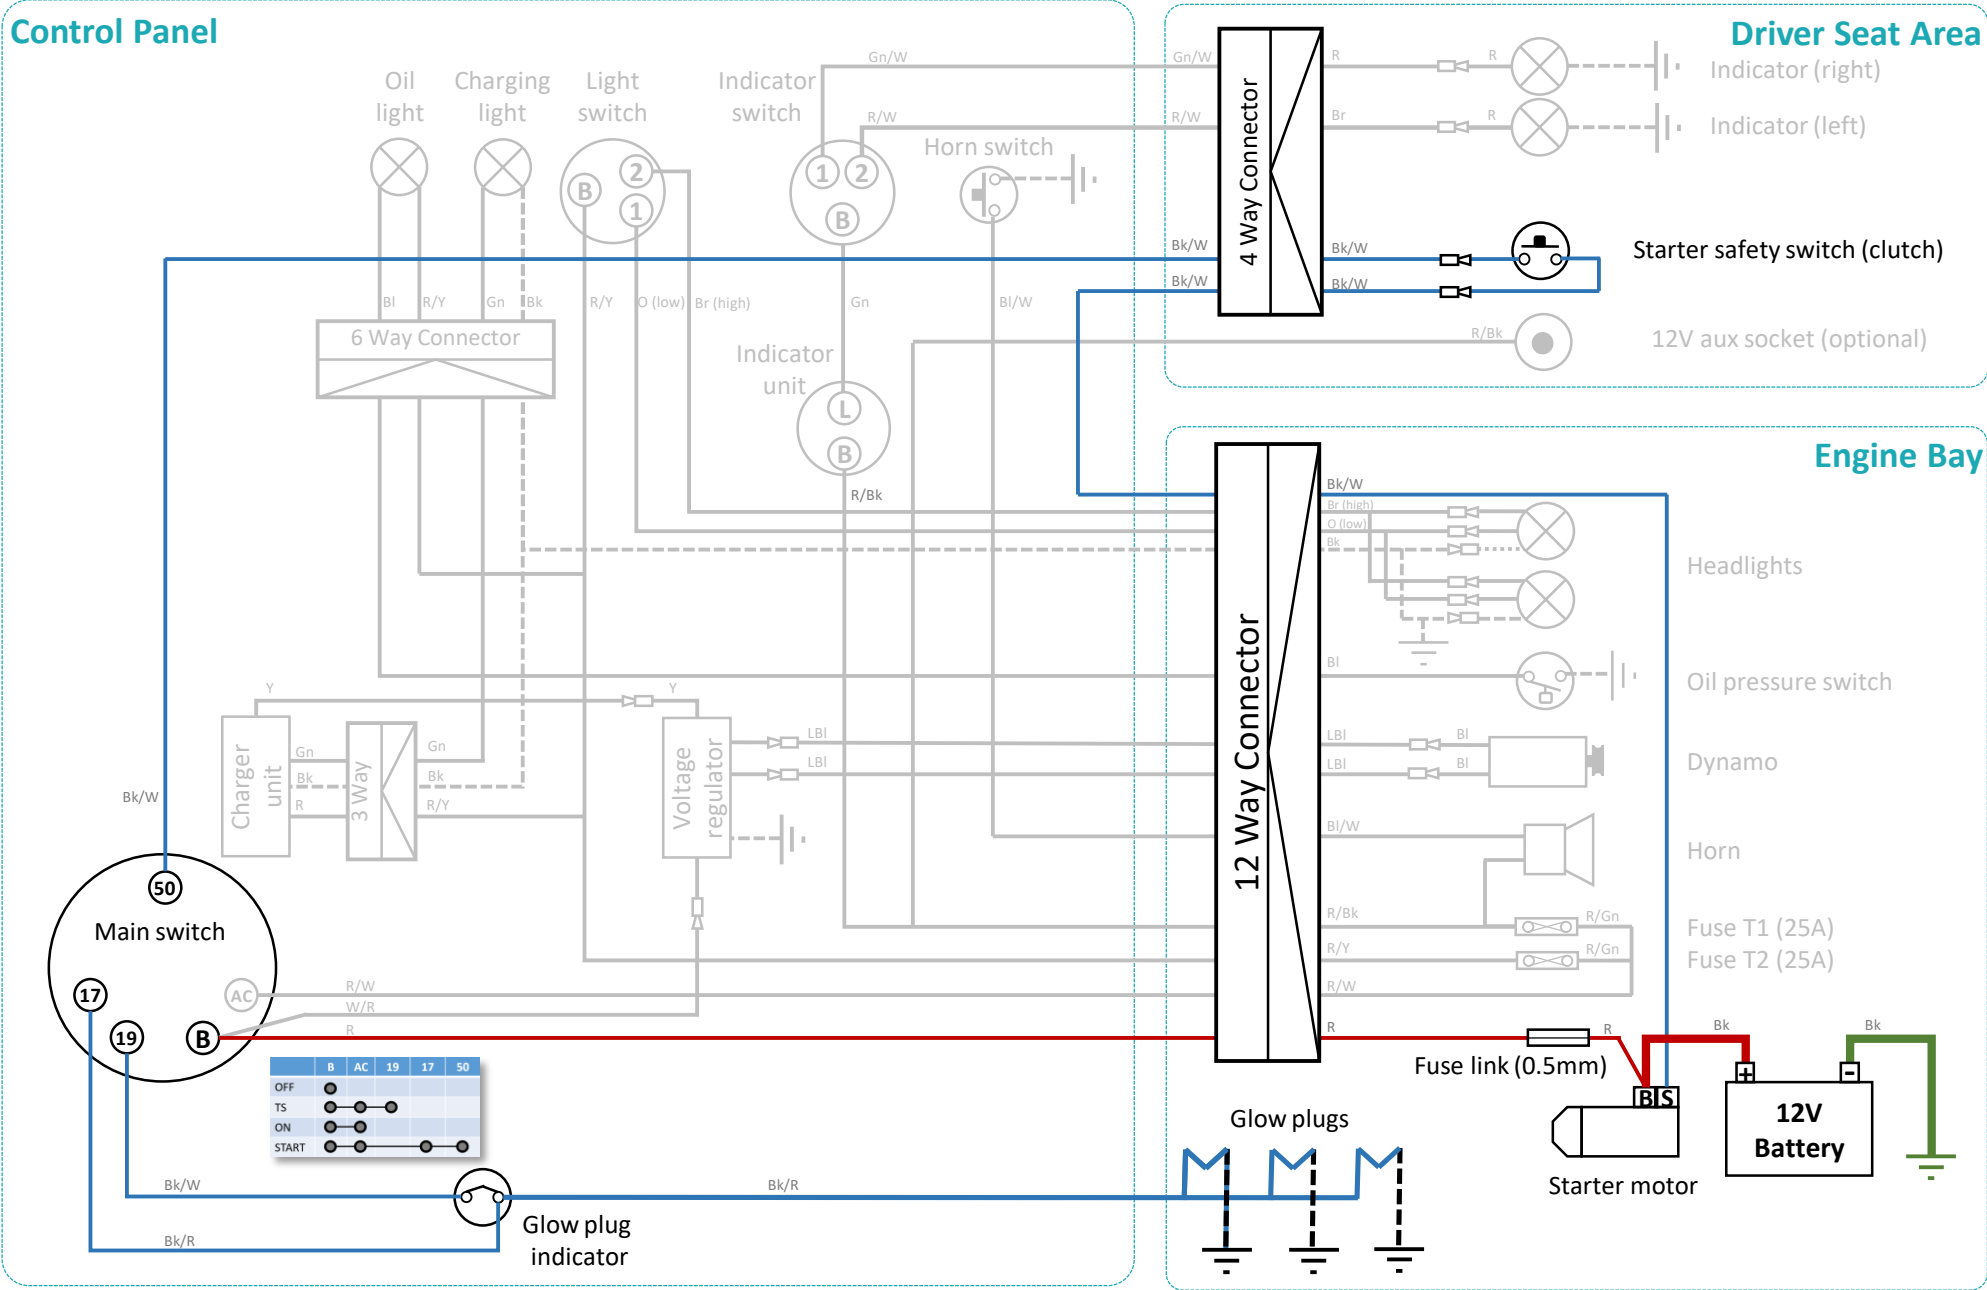 Control Panel
Driver Seat Area
Oil
light
Charging
light
Light
switch
Indicator
switch
Gn/W
Gn/W
R
R
Indicator (right)
R/W
R/W
Br
R
Indicator (left)
Horn switch
B
2
1
1
2
B
4 Way Connector
Bk/W
Bk/W
Starter safety switch (clutch)
Bk/W
Bk/W
Bl
R/Y
Gn
Bk
R/Y
O (low)
Br (high)
Gn
Bl/W
6 Way Connector
R/Bk
12V aux socket (optional)
Indicator
unit
L
B
R/Bk
Engine Bay
Bk/W
Br (high)
O (low)
Bk
Headlights
12 Way Connector
Bl
Oil pressure switch
Y
Y
Charger
unit
Gn
Bk
R
3 Way
Gn
Bk
R/Y
Voltage
regulator
LBl
LBl
LBl
LBl
Bl
Bl
Dynamo
Bk/W
Bl/W
Horn
50
Main switch
17
19
AC
B
R/W
W/R
R
R/Bk
R/Gn
Fuse T1 (25A)
R/Y
R/Gn
Fuse T2 (25A)
R/W
R
R
Fuse link (0.5mm)
Bk
Bk
B S
+
-
12V
Battery
Starter motor
B AC 19 17 50
OFF
TS
ON
START
Glow plugs
Bk/W
Bk/R
Bk/R
Glow plug
indicator